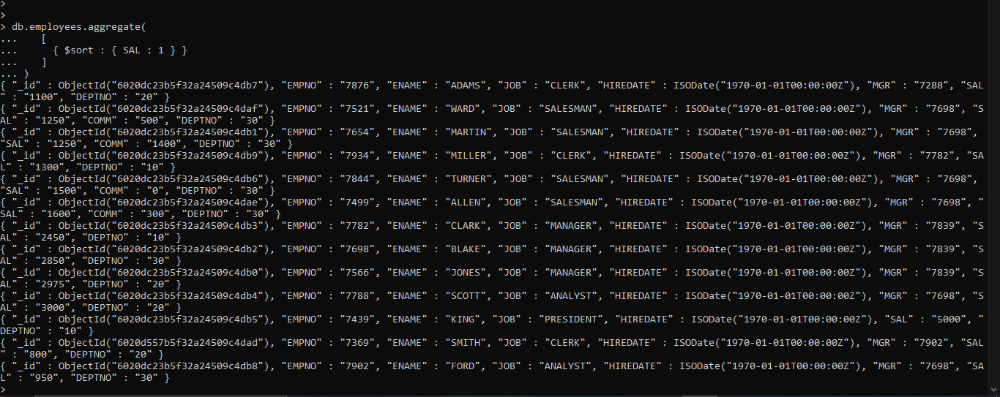 >
>
> db.employees.aggregate(
...    [
...      { $sort : { SAL : 1 } }
...    ]
... )
{ "_id" : ObjectId("6020dc23b5f32a24509c4db7"), "EMPNO" : "7876", "ENAME" : "ADAMS", "JOB" : "CLERK", "HIREDATE" : ISODate("1970-01-01T00:00:00Z"), "MGR" : "7288", "SAL
" : "1100", "DEPTNO" : "20" }
{ "_id" : ObjectId("6020dc23b5f32a24509c4daf"), "EMPNO" : "7521", "ENAME" : "WARD", "JOB" : "SALESMAN", "HIREDATE" : ISODate("1970-01-01T00:00:00Z"), "MGR" : "7698", "S
AL" : "1250", "COMM" : "500", "DEPTNO" : "30" }
{ "_id" : ObjectId("6020dc23b5f32a24509c4db1"), "EMPNO" : "7654", "ENAME" : "MARTIN", "JOB" : "SALESMAN", "HIREDATE" : ISODate("1970-01-01T00:00:00Z"), "MGR" : "7698",
"SAL" : "1250", "COMM" : "1400", "DEPTNO" : "30" }
{ "_id" : ObjectId("6020dc23b5f32a24509c4db9"), "EMPNO" : "7934", "ENAME" : "MILLER", "JOB" : "CLERK", "HIREDATE" : ISODate("1970-01-01T00:00:00Z"), "MGR" : "7782", "SA
L" : "1300", "DEPTNO" : "10" }
{ "_id" : ObjectId("6020dc23b5f32a24509c4db6"), "EMPNO" : "7844", "ENAME" : "TURNER", "JOB" : "SALESMAN", "HIREDATE" : ISODate("1970-01-01T00:00:00Z"), "MGR" : "7698",
"SAL" : "1500", "COMM" : "0", "DEPTNO" : "30" }
{ "_id" : ObjectId("6020dc23b5f32a24509c4dae"), "EMPNO" : "7499", "ENAME" : "ALLEN", "JOB" : "SALESMAN", "HIREDATE" : ISODate("1970-01-01T00:00:00Z"), "MGR" : "7698", "
SAL" : "1600", "COMM" : "300", "DEPTNO" : "30" }
{ "_id" : ObjectId("6020dc23b5f32a24509c4db3"), "EMPNO" : "7782", "ENAME" : "CLARK", "JOB" : "MANAGER", "HIREDATE" : ISODate("1970-01-01T00:00:00Z"), "MGR" : "7839", "S
AL" : "2450", "DEPTNO" : "10" }
{ "_id" : ObjectId("6020dc23b5f32a24509c4db2"), "EMPNO" : "7698", "ENAME" : "BLAKE", "JOB" : "MANAGER", "HIREDATE" : ISODate("1970-01-01T00:00:00Z"), "MGR" : "7839", "S
AL" : "2850", "DEPTNO" : "30" }
{ "_id" : ObjectId("6020dc23b5f32a24509c4db0"), "EMPNO" : "7566", "ENAME" : "JONES", "JOB" : "MANAGER", "HIREDATE" : ISODate("1970-01-01T00:00:00Z"), "MGR" : "7839", "S
AL" : "2975", "DEPTNO" : "20" }
{ "_id" : ObjectId("6020dc23b5f32a24509c4db4"), "EMPNO" : "7788", "ENAME" : "SCOTT", "JOB" : "ANALYST", "HIREDATE" : ISODate("1970-01-01T00:00:00Z"), "MGR" : "7698", "S
AL" : "3000", "DEPTNO" : "20" }
{ "_id" : ObjectId("6020dc23b5f32a24509c4db5"), "EMPNO" : "7439", "ENAME" : "KING", "JOB" : "PRESIDENT", "HIREDATE" : ISODate("1970-01-01T00:00:00Z"), "SAL" : "5000", "
DEPTNO" : "10" }
{ "_id" : ObjectId("6020d557b5f32a24509c4dad"), "EMPNO" : "7369", "ENAME" : "SMITH", "JOB" : "CLERK", "HIREDATE" : ISODate("1970-01-01T00:00:00Z"), "MGR" : "7902", "SAL
" : "800", "DEPTNO" : "20" }
{ "_id" : ObjectId("6020dc23b5f32a24509c4db8"), "EMPNO" : "7902", "ENAME" : "FORD", "JOB" : "ANALYST", "HIREDATE" : ISODate("1970-01-01T00:00:00Z"), "MGR" : "7698", "SA
L" : "950", "DEPTNO" : "30" }
>